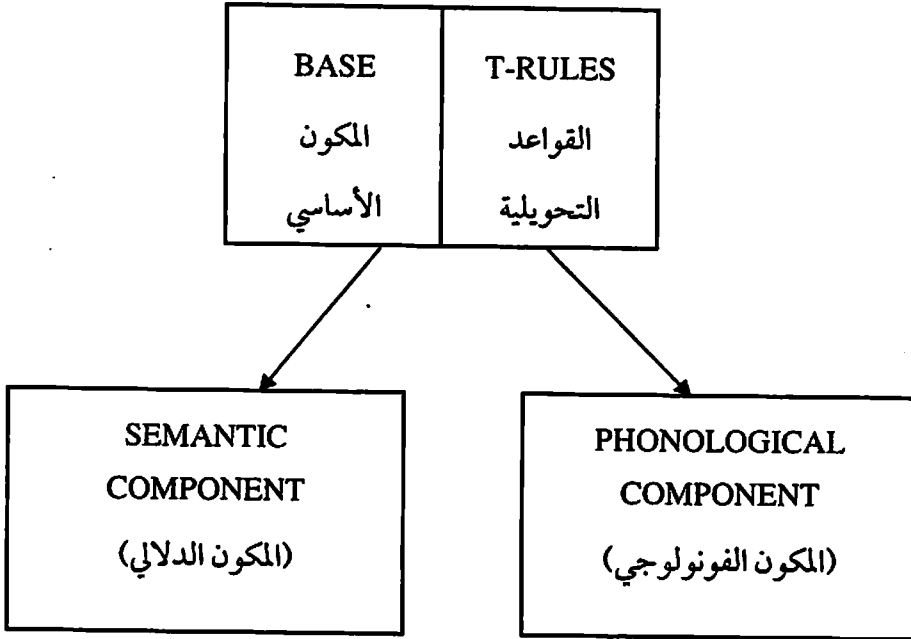 BASE
المكون
الأساسي
T-RULES
القواعد
التحويلية
SEMANTIC
COMPONENT
(المكون الدلالي)
PHONOLOGICAL
COMPONENT
(المكون الفونولوجي)